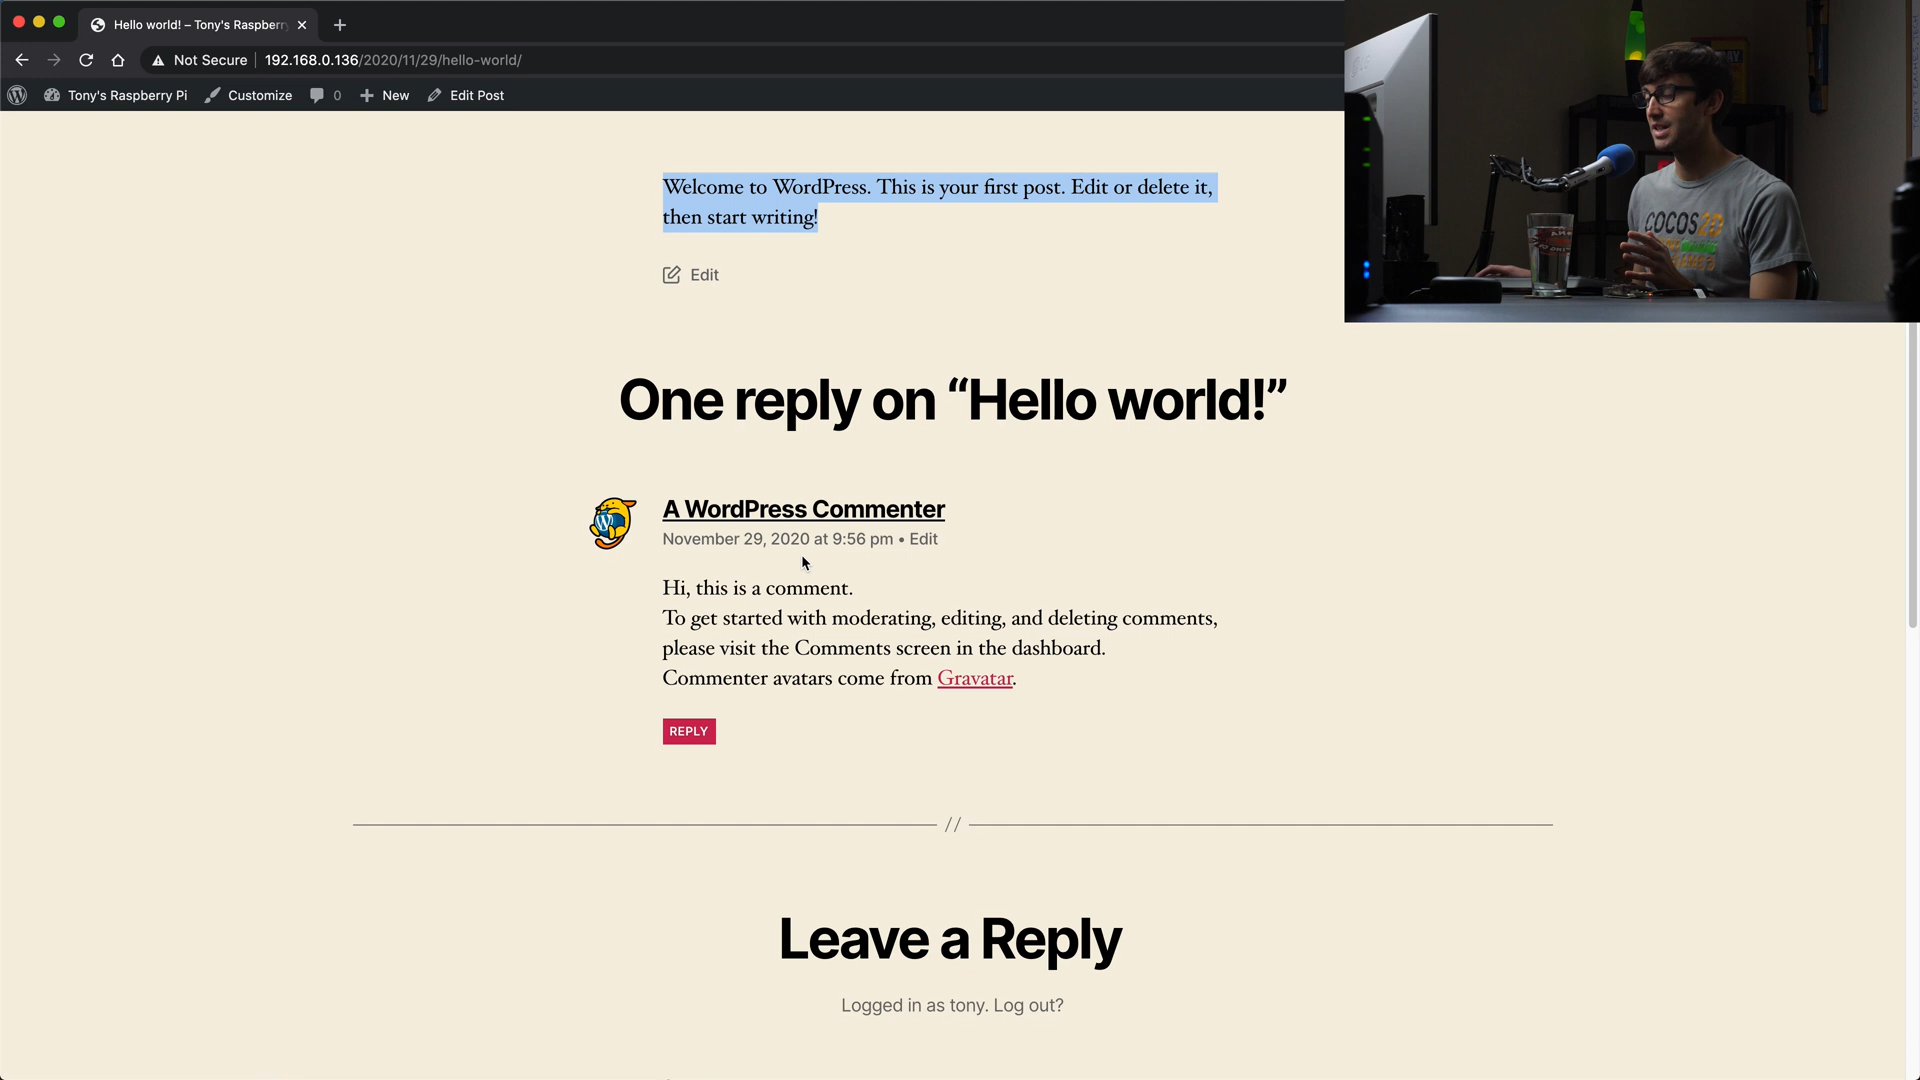 Hello world! – Tony's Raspberry
Not Secure
192.168.0.136/2020/11/29/hello-world/
Tony's Raspberry Pi
Customize
0
New
Edit Post
Welcome to WordPress. This is your first post. Edit or delete it,
then start writing!
Edit
One reply on “Hello world!”
A WordPress Commenter
November 29, 2020 at 9:56 pm • Edit
Hi, this is a comment.
To get started with moderating, editing, and deleting comments,
please visit the Comments screen in the dashboard.
Commenter avatars come from Gravatar.
REPLY
//
Leave a Reply
Logged in as tony. Log out?
COCOS20